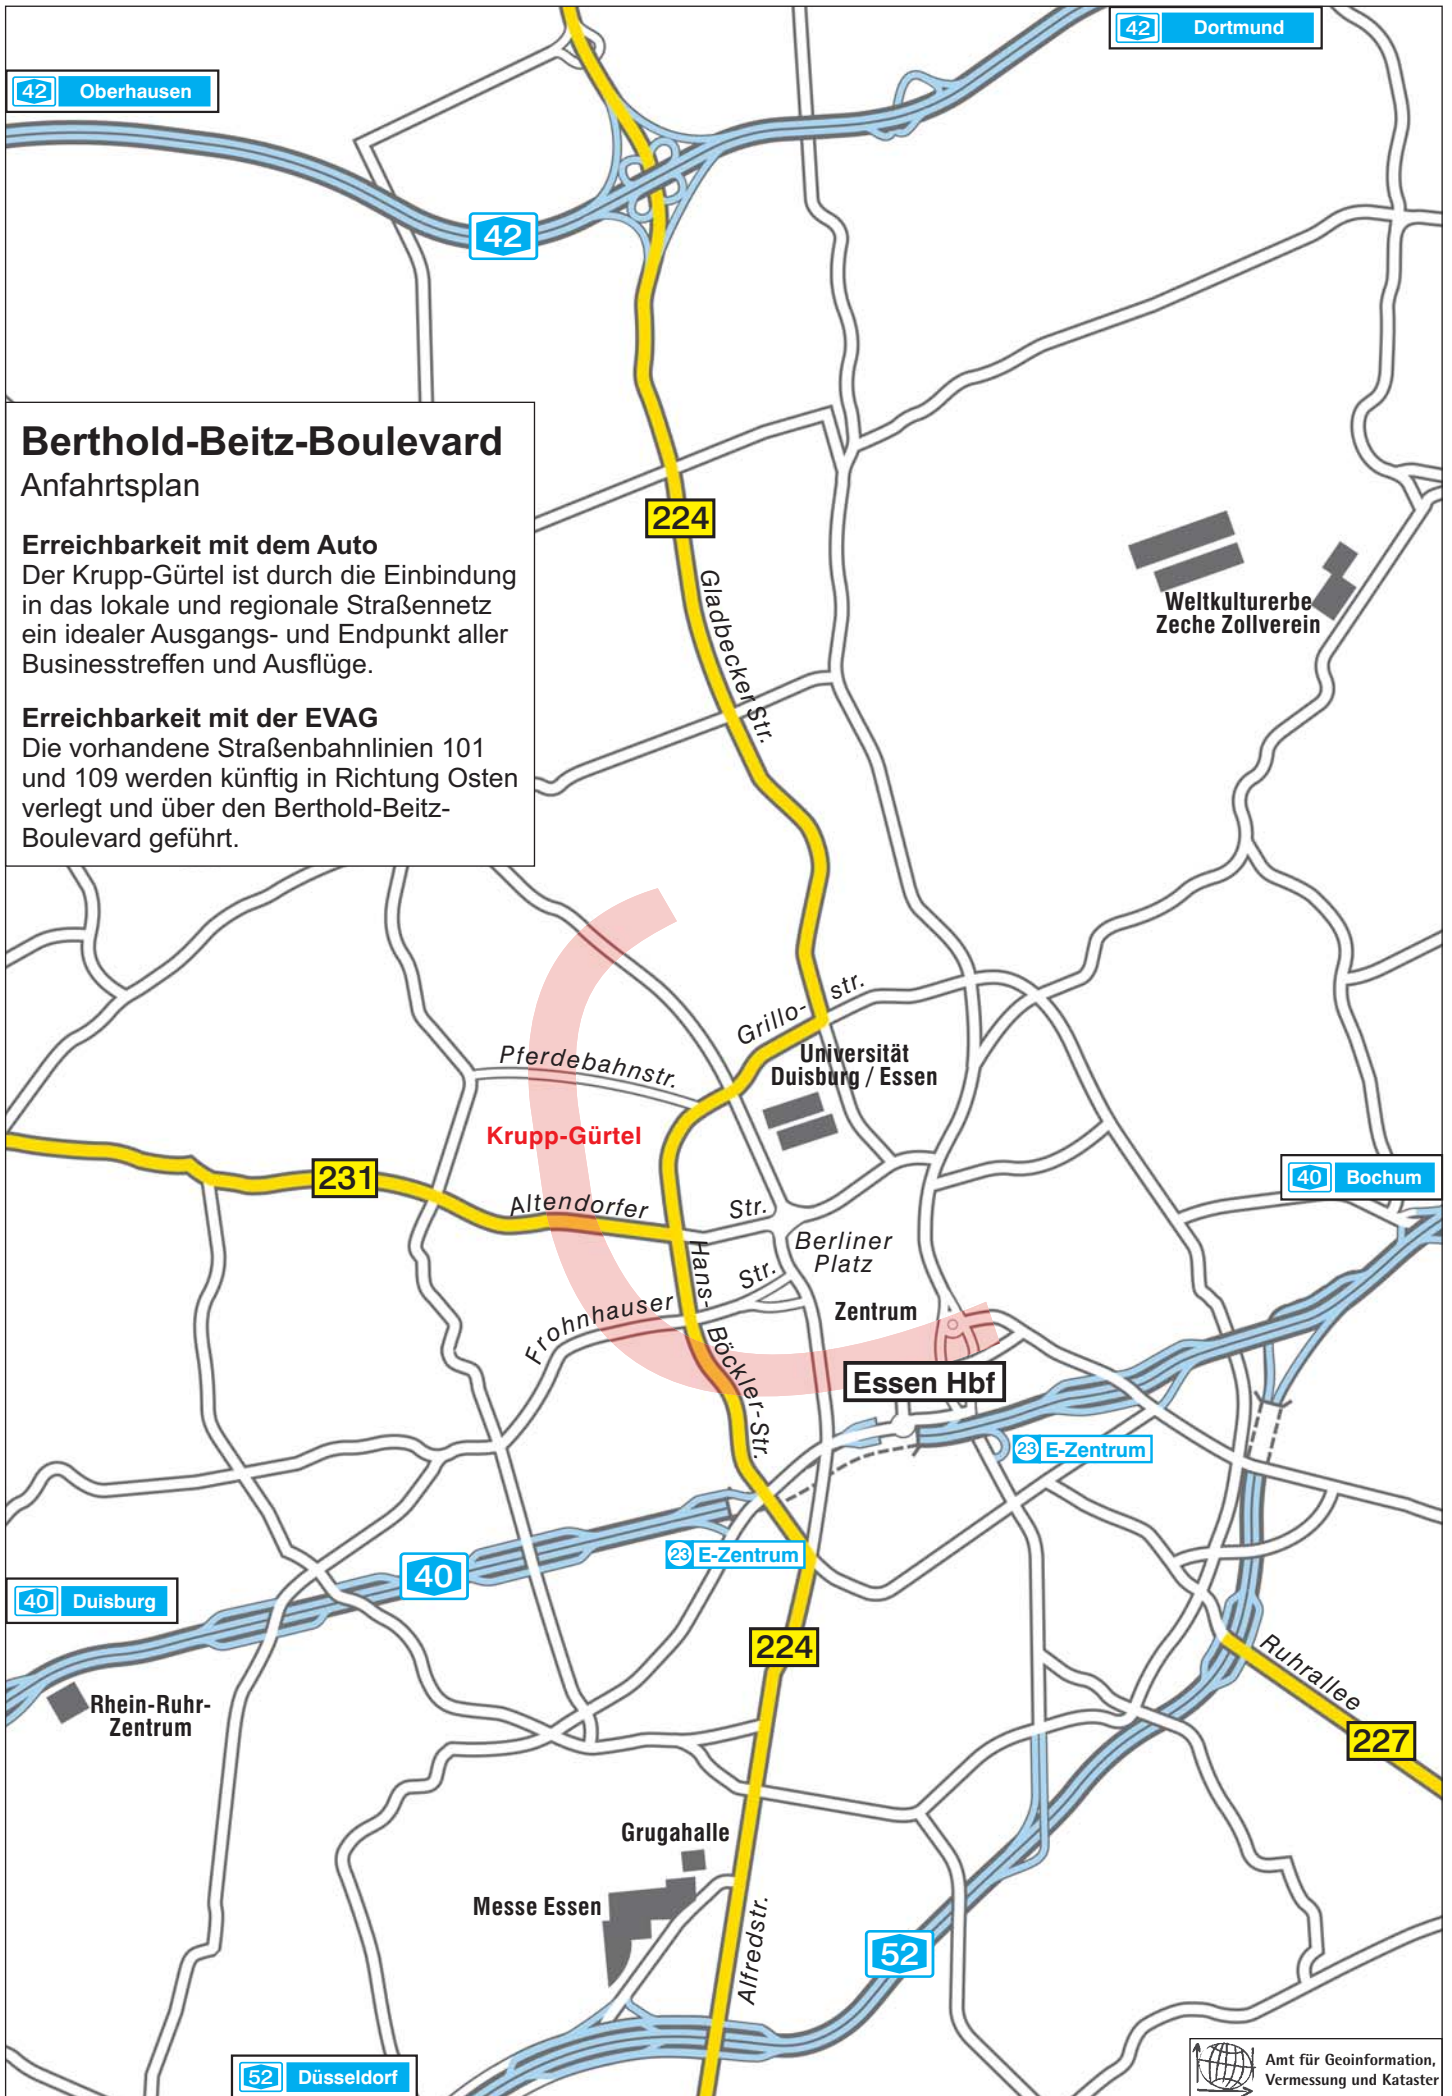 42 Dortmund
42 Oberhausen
42
Berthold-Beitz-Boulevard
Anfahrtsplan
Erreichbarkeit mit dem Auto
Der Krupp-Gürtel ist durch die Einbindung
in das lokale und regionale Straßennetz
ein idealer Ausgangs- und Endpunkt aller
Businesstreffen und Ausflüge.
Erreichbarkeit mit der EVAG
Die vorhandene Straßenbahnlinien 101
und 109 werden künftig in Richtung Osten
verlegt und über den Berthold-Beitz-
Boulevard geführt.
224
Gladbecker Str.
Weltkulturerbe
Zeche Zollverein
Grillo- str.
Pferdebahnstr.
Universität
Duisburg / Essen
Krupp-Gürtel
231
Altendorfer Str.
40 Bochum
Berliner
Platz
Hans- Böckler-Str.
Frohnhauser Str.
Zentrum
Essen Hbf
23 E-Zentrum
23 E-Zentrum
40
40 Duisburg
224
Ruhrallee
227
Rhein-Ruhr-
Zentrum
Grugahalle
Messe Essen
Alfredstr.
52
52 Düsseldorf
Amt für Geoinformation,
Vermessung und Kataster